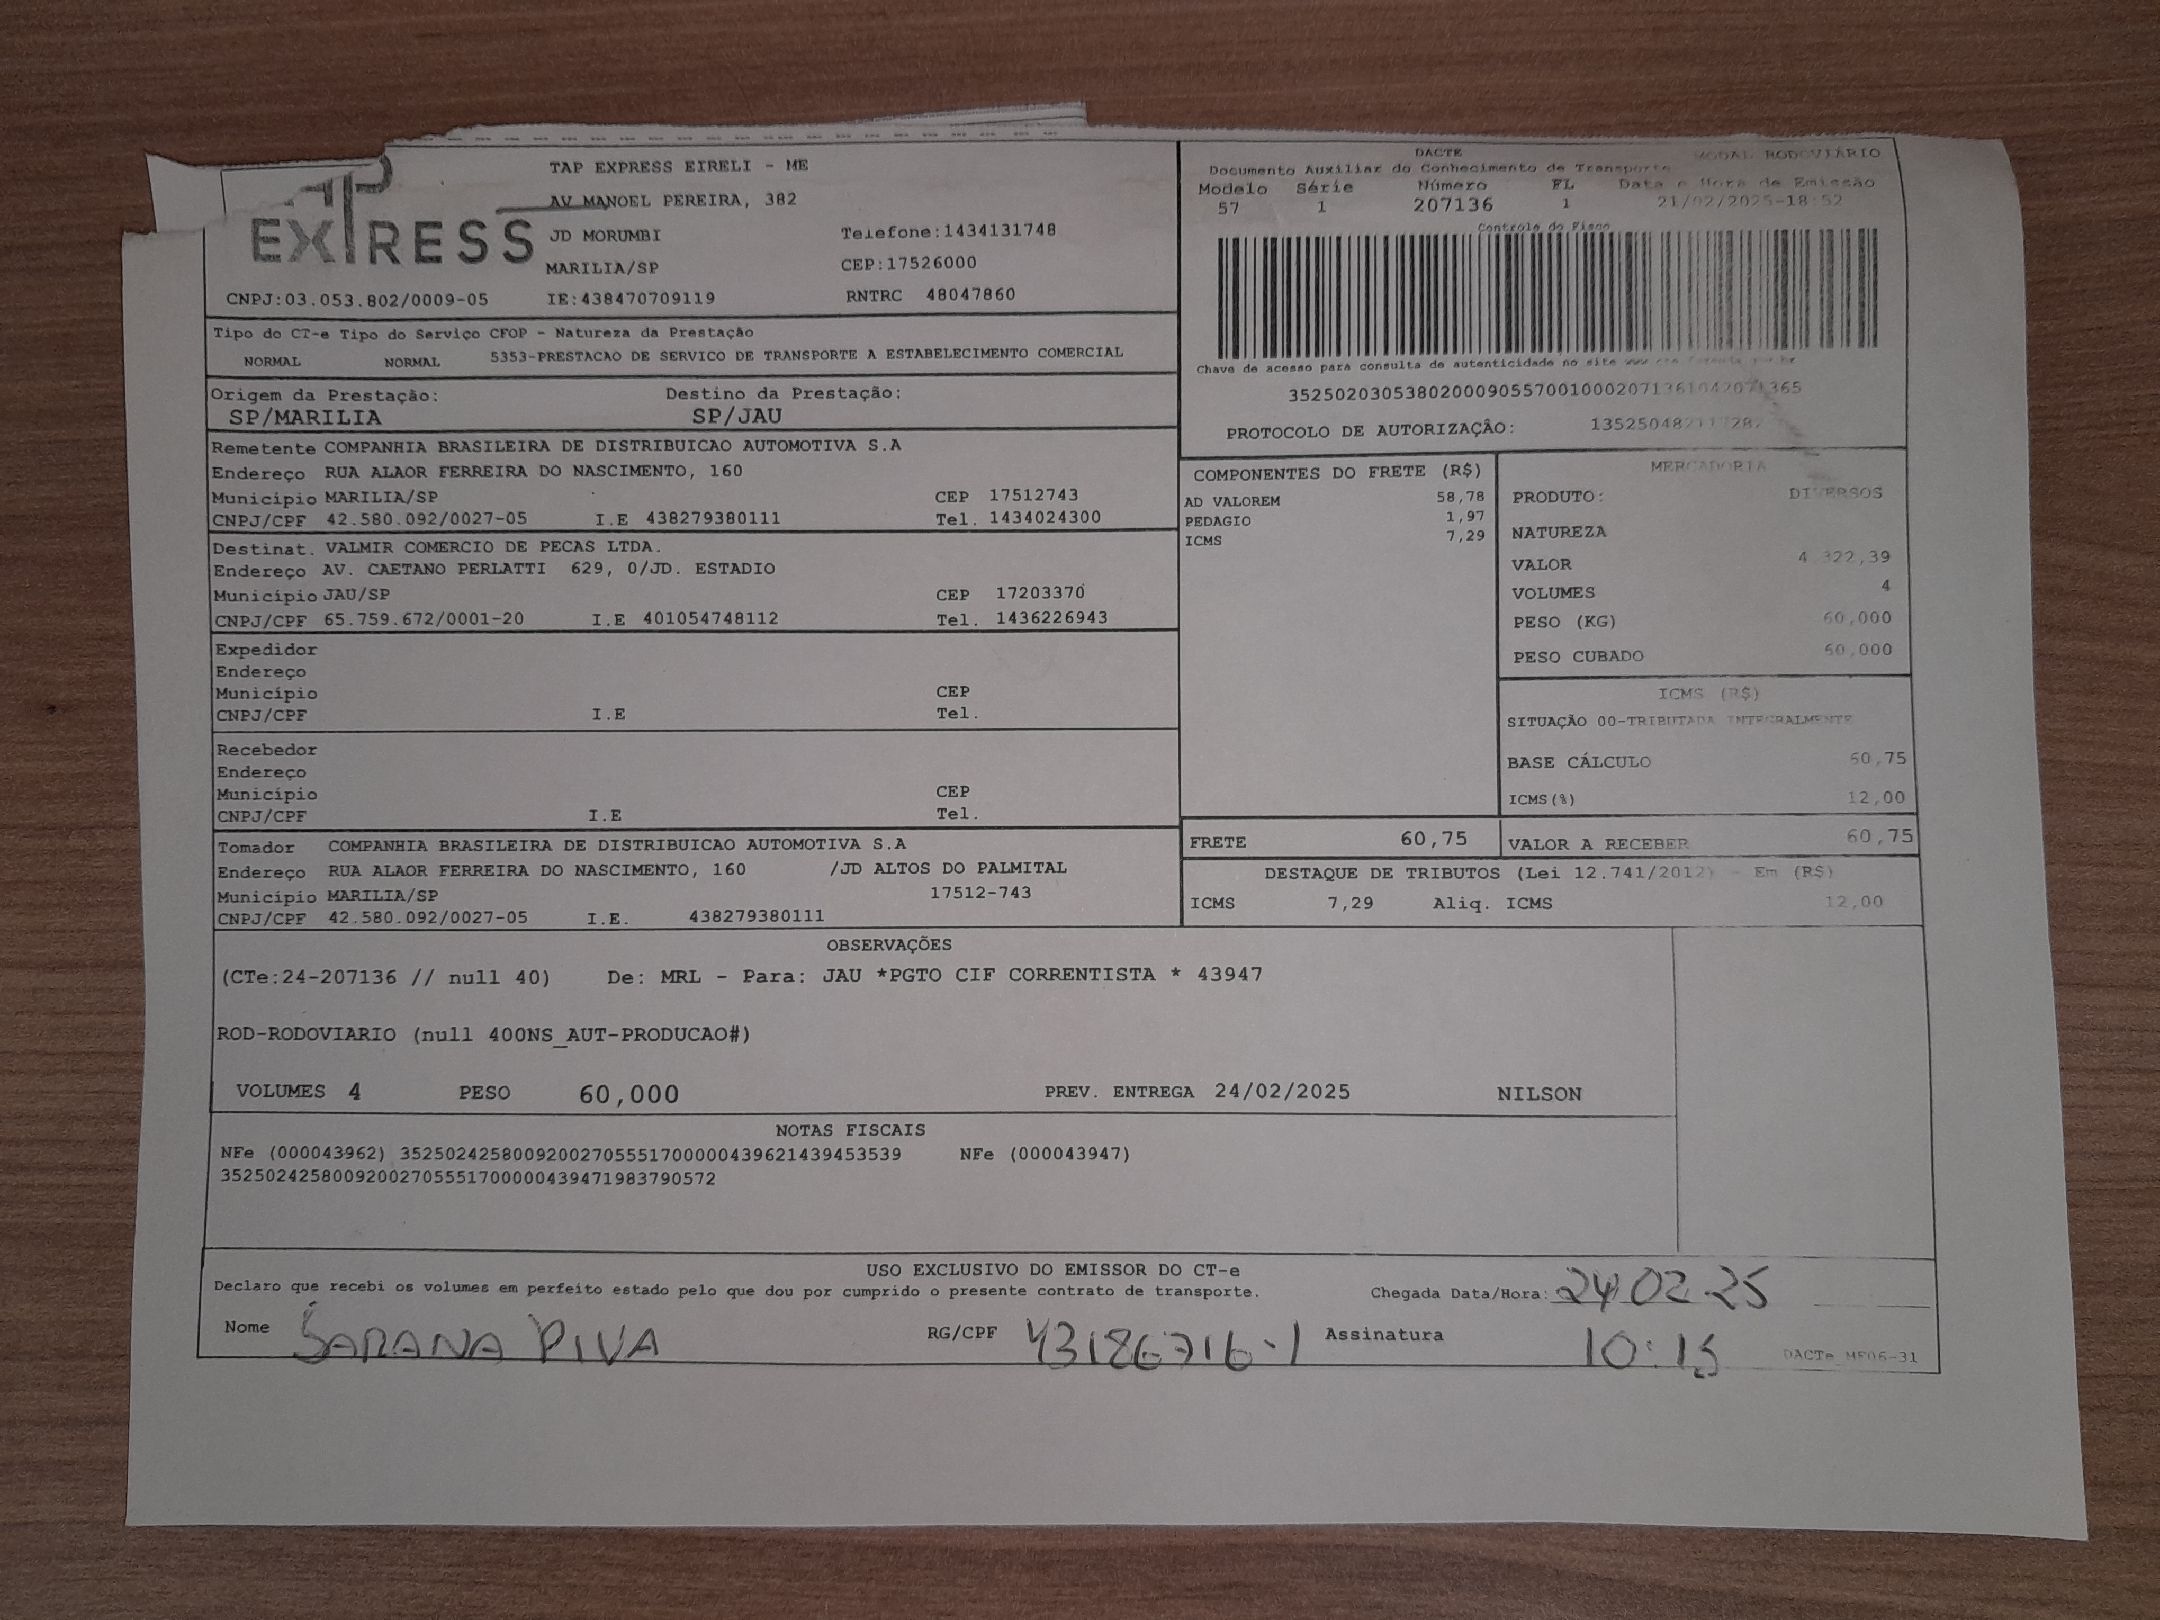 EXPRESS
TAP EXPRESS EIRELI - ME
AV MANOEL PEREIRA, 382
JD MORUMBI Telefone:1434131748
MARILIA/SP CEP:17526000
CNPJ:03.053.802/0009-05 IE:438470709119 RNTRC 48047860
DACTE MODAL RODOVIÁRIO
Documento Auxiliar do Conhecimento de Transporte
Modelo Série Número FL Data e Hora de Emissão
57 1 207136 1 21/02/2025-18:52
Controle do Fisco
Chave de acesso para consulta de autenticidade no site
35250203053802000905570010002071361042071365
PROTOCOLO DE AUTORIZAÇÃO:
Tipo do CT-e Tipo do Serviço CFOP - Natureza da Prestação
NORMAL NORMAL 5353-PRESTACAO DE SERVICO DE TRANSPORTE A ESTABELECIMENTO COMERCIAL
Origem da Prestação: Destino da Prestação:
SP/MARILIA SP/JAU
Remetente COMPANHIA BRASILEIRA DE DISTRIBUICAO AUTOMOTIVA S.A
Endereço RUA ALAOR FERREIRA DO NASCIMENTO, 160
Município MARILIA/SP CEP 17512743
CNPJ/CPF 42.580.092/0027-05 I.E 438279380111 Tel. 1434024300
Destinat. VALMIR COMERCIO DE PECAS LTDA.
Endereço AV. CAETANO PERLATTI 629, 0/JD. ESTADIO
Município JAU/SP CEP 17203370
CNPJ/CPF 65.759.672/0001-20 I.E 401054748112 Tel. 1436226943
Expedidor
Endereço
Município CEP
CNPJ/CPF I.E Tel.
Recebedor
Endereço
Município CEP
CNPJ/CPF I.E Tel.
Tomador COMPANHIA BRASILEIRA DE DISTRIBUICAO AUTOMOTIVA S.A
Endereço RUA ALAOR FERREIRA DO NASCIMENTO, 160 /JD ALTOS DO PALMITAL
Município MARILIA/SP 17512-743
CNPJ/CPF 42.580.092/0027-05 I.E. 438279380111
COMPONENTES DO FRETE (R$)
AD VALOREM 58,78
PEDAGIO 1,97
ICMS 7,29
MERCADORIA
PRODUTO: DIVERSOS
NATUREZA
VALOR 4.322,39
VOLUMES 4
PESO (KG) 60,000
PESO CUBADO 60,000
ICMS (R$)
SITUAÇÃO 00-TRIBUTADA INTEGRALMENTE
BASE CÁLCULO 60,75
ICMS(%) 12,00
FRETE 60,75 VALOR A RECEBER 60,75
DESTAQUE DE TRIBUTOS (Lei 12.741/2012) - Em (R$)
ICMS 7,29 Aliq. ICMS 12,00
OBSERVAÇÕES
(CTe:24-207136 // null 40) De: MRL - Para: JAU *PGTO CIF CORRENTISTA * 43947
ROD-RODOVIARIO (null 400NS_AUT-PRODUCAO#)
VOLUMES 4 PESO 60,000 PREV. ENTREGA 24/02/2025 NILSON
NOTAS FISCAIS
NFe (000043962) 35250242580092002705551700000439621439453539 NFe (000043947)
35250242580092002705551700000439471983790572
USO EXCLUSIVO DO EMISSOR DO CT-e
Declaro que recebi os volumes em perfeito estado pelo que dou por cumprido o presente contrato de transporte. Chegada Data/Hora: 24 02 25
Nome SARANA PIVA RG/CPF 43186716-1 Assinatura 10:15
DACTe_MF06-31